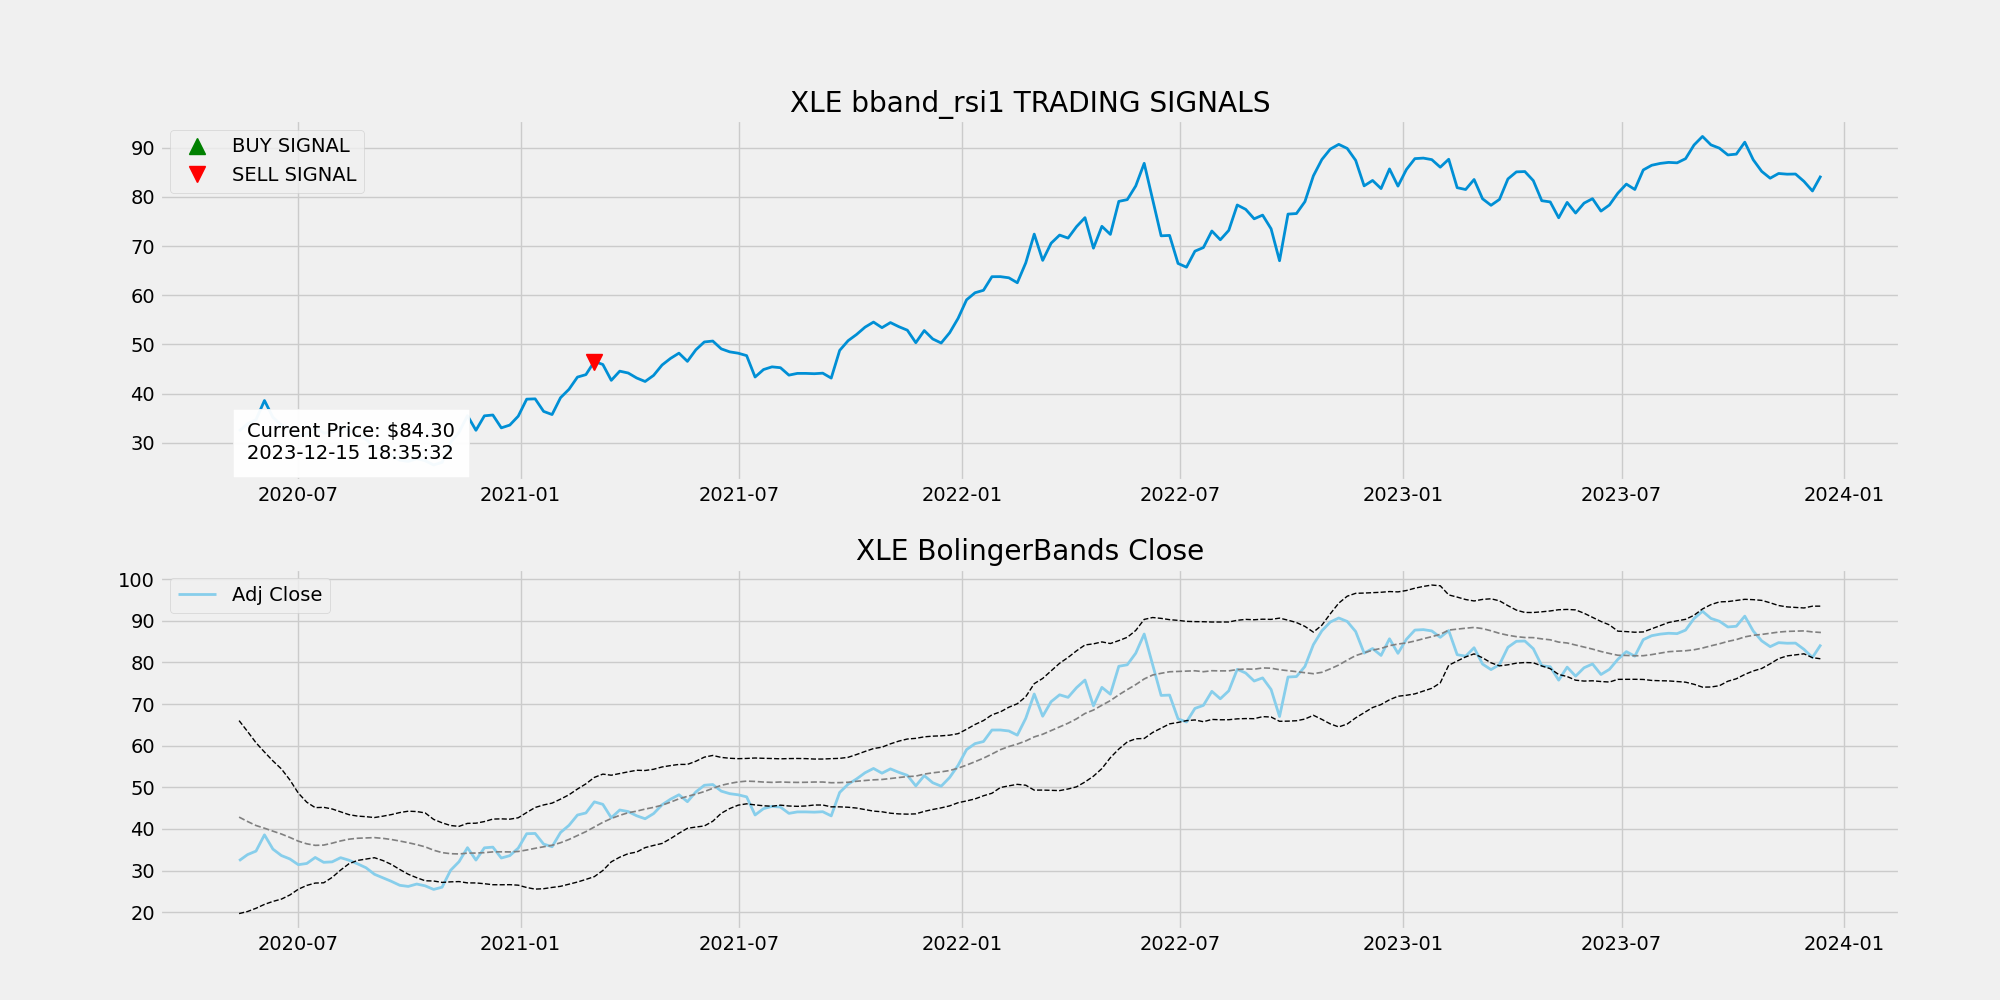 XLE bband_rsi1 TRADING SIGNALS
BUY SIGNAL
SELL SIGNAL
90
80
70
60
50
40
30
Current Price: $84.30
2023-12-15 18:35:32
2020-07 2021-01 2021-07 2022-01 2022-07 2023-01 2023-07 2024-01
XLE BolingerBands Close
Adj Close
100
90
80
70
60
50
40
30
20
2020-07 2021-01 2021-07 2022-01 2022-07 2023-01 2023-07 2024-01